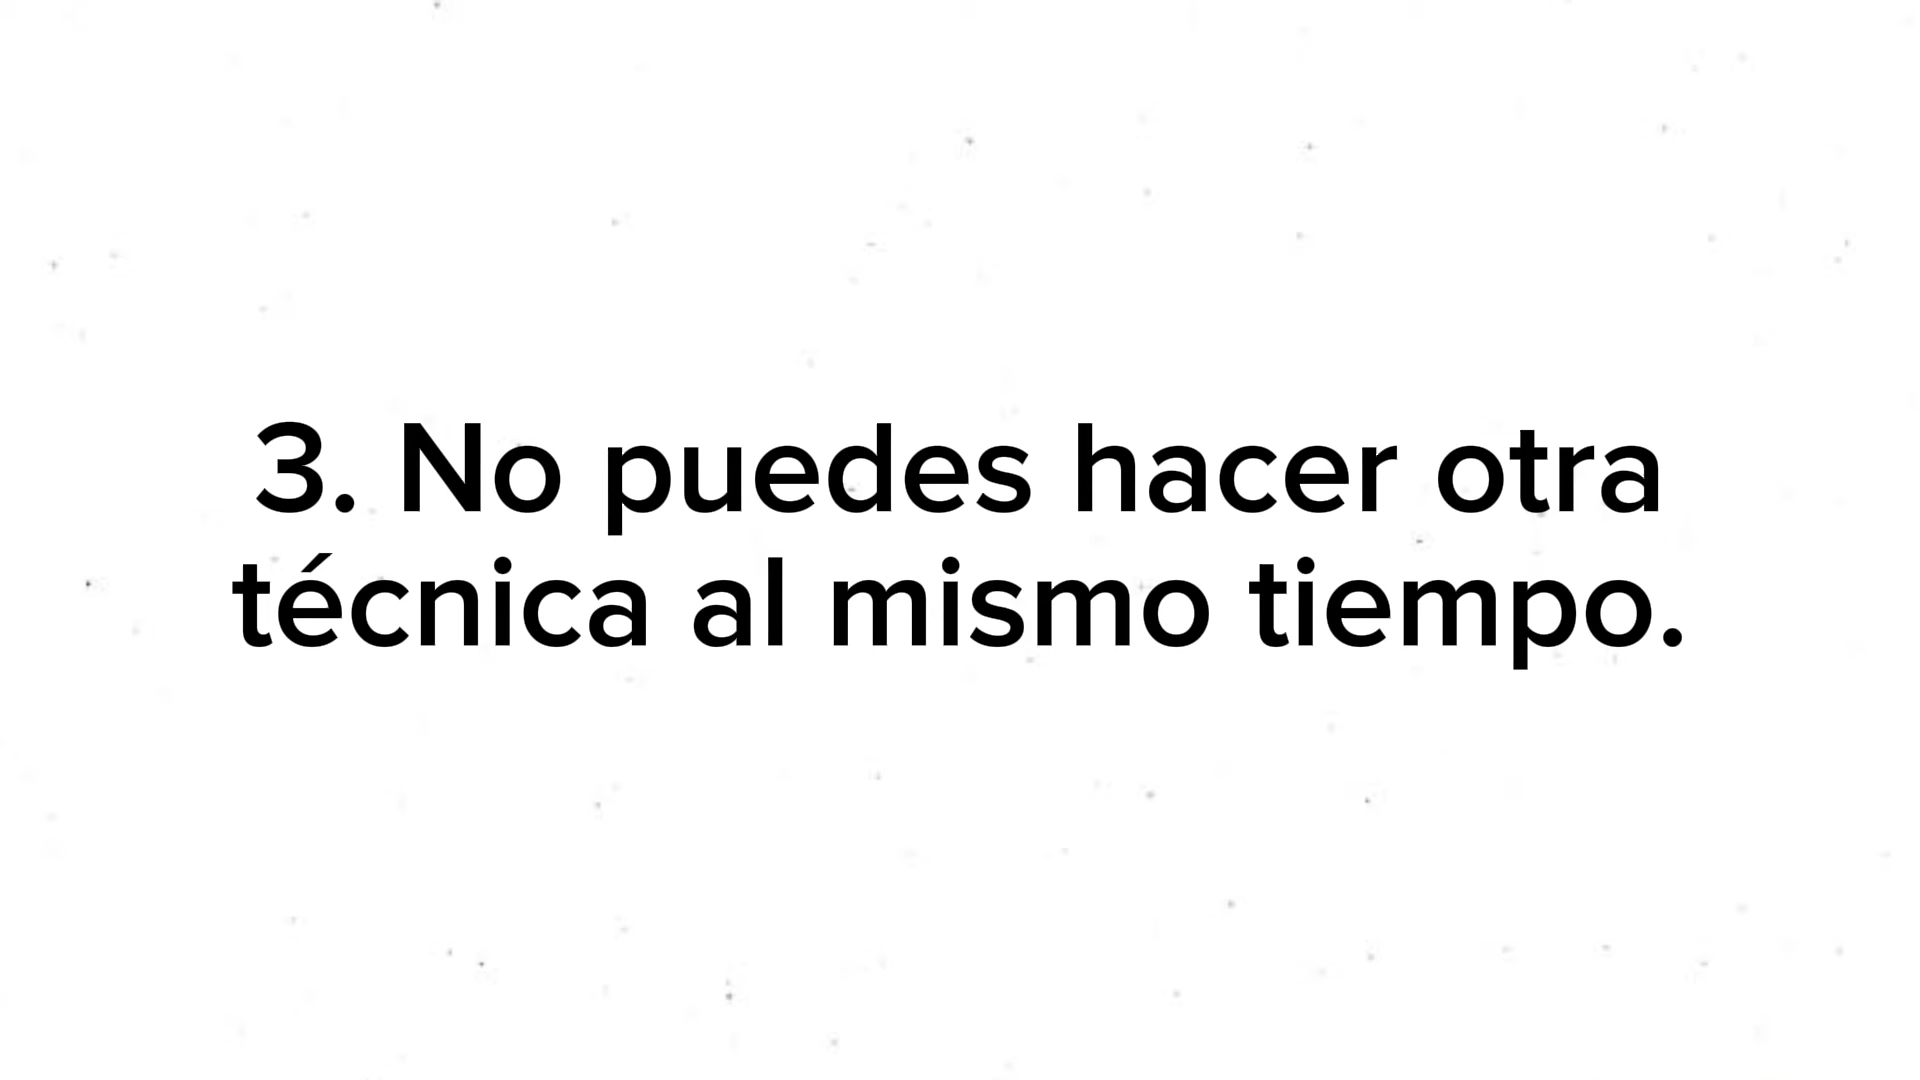 3. No puedes hacer otra
técnica al mismo tiempo.